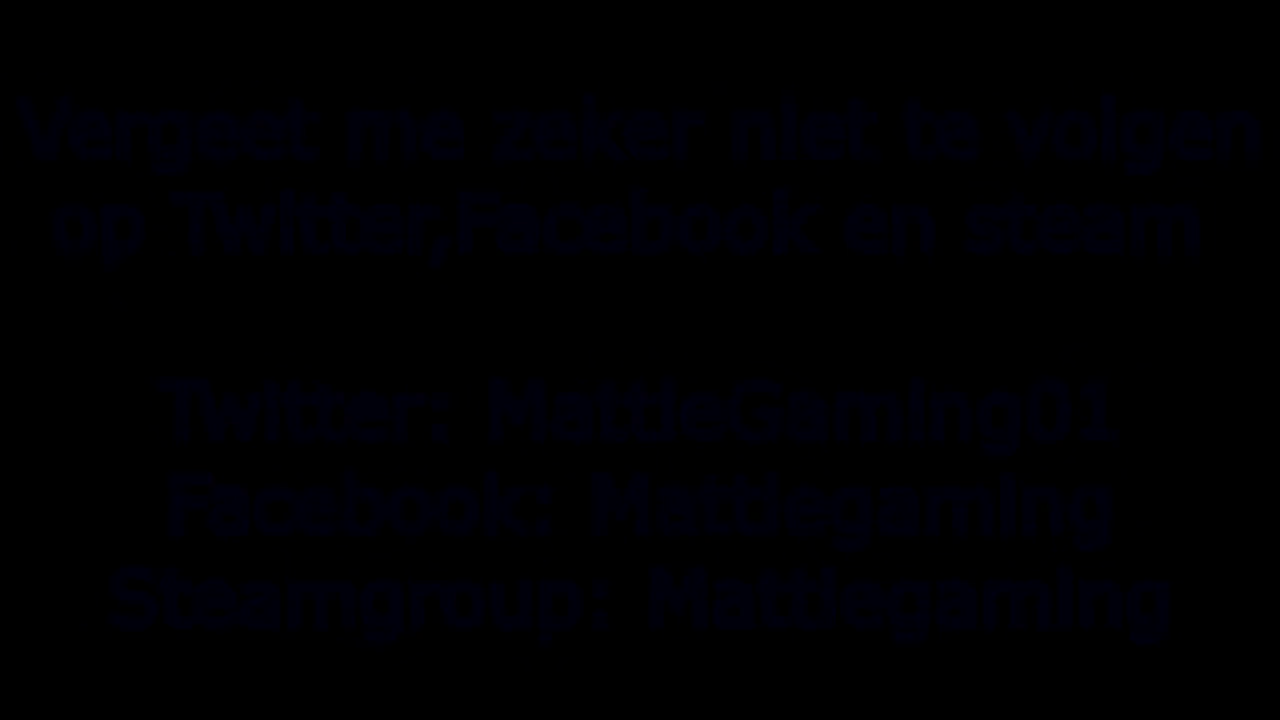 Vergeet me zeker niet te volgen
op Twitter,Facebook en steam
Twitter: MattieGaming01
Facebook: Mattiegaming
Steamgroup: Mattiegaming